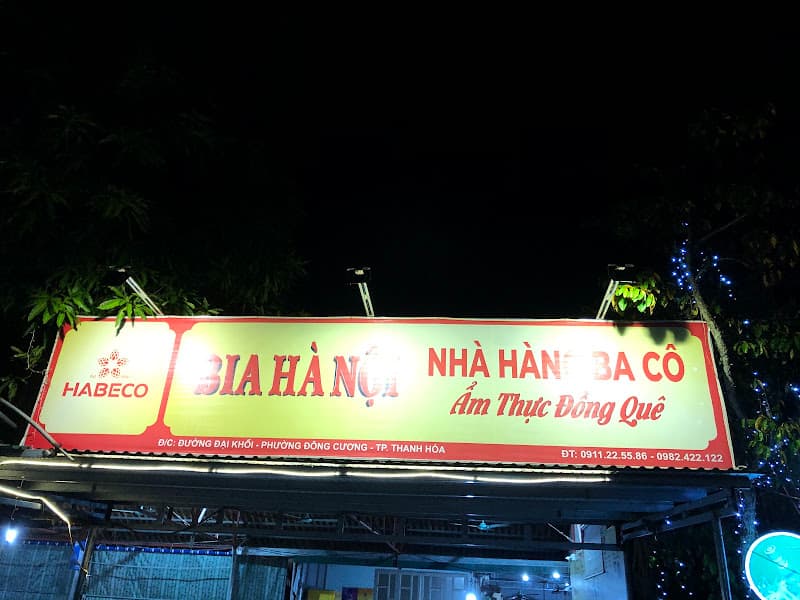 HABECO
BIA HÀ NỘI
NHÀ HÀNG BA CÔ
Ẩm Thực Đồng Quê
Đ/C: ĐƯỜNG ĐẠI KHỐI - PHƯỜNG ĐÔNG CƯƠNG - TP. THANH HÓA
ĐT: 0911.22.55.86 - 0982.422.122